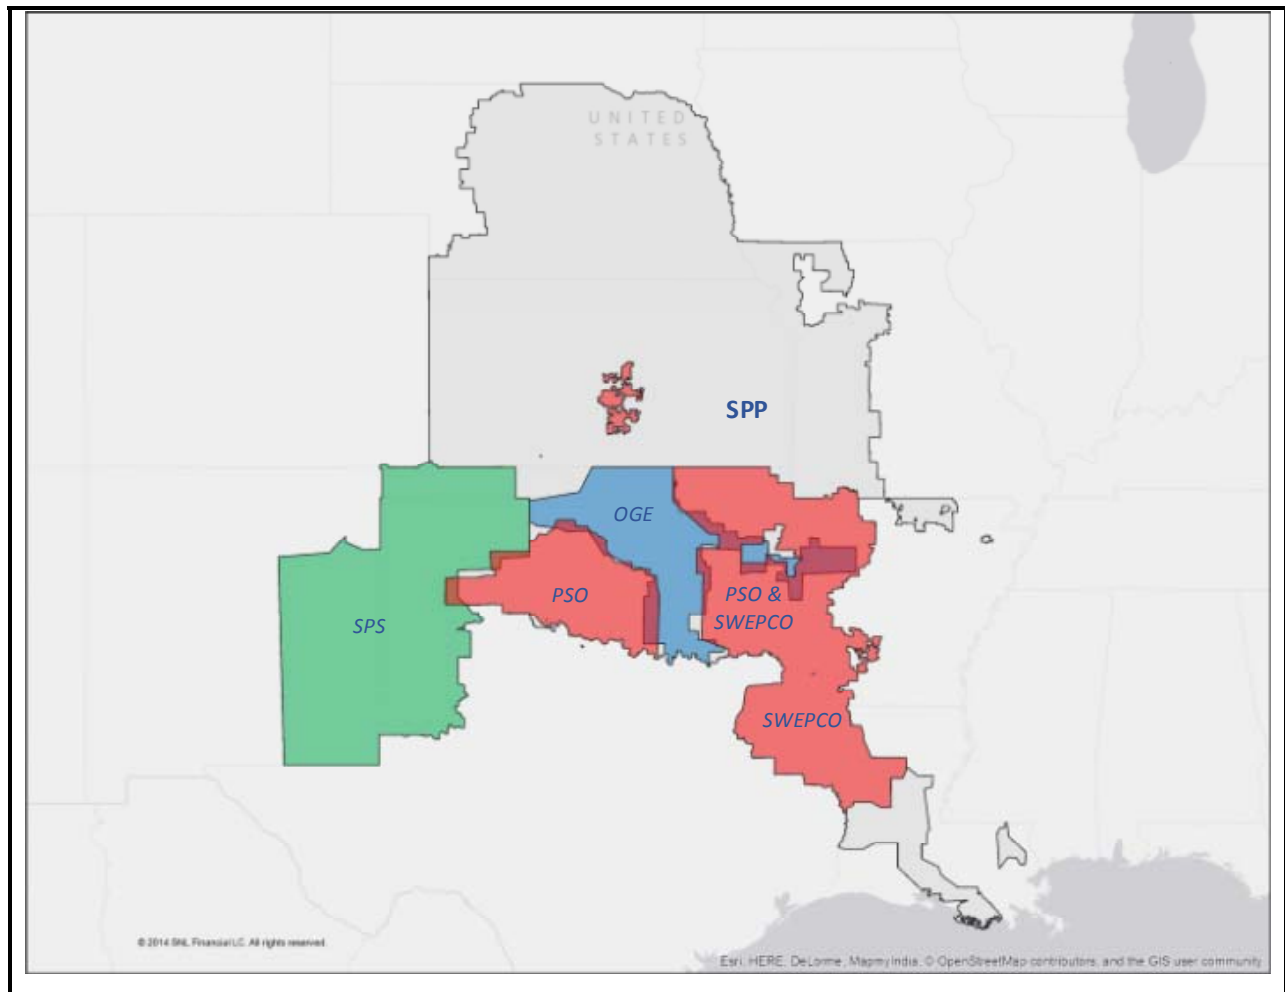 UNITED
STATES
SPP
OGE
PSO
PSO &
SWEPCO
SPS
SWEPCO
© 2014 SNL Financial LC. All rights reserved.
Esri, HERE, DeLorme, MapmyIndia, © OpenStreetMap contributors, and the GIS user community